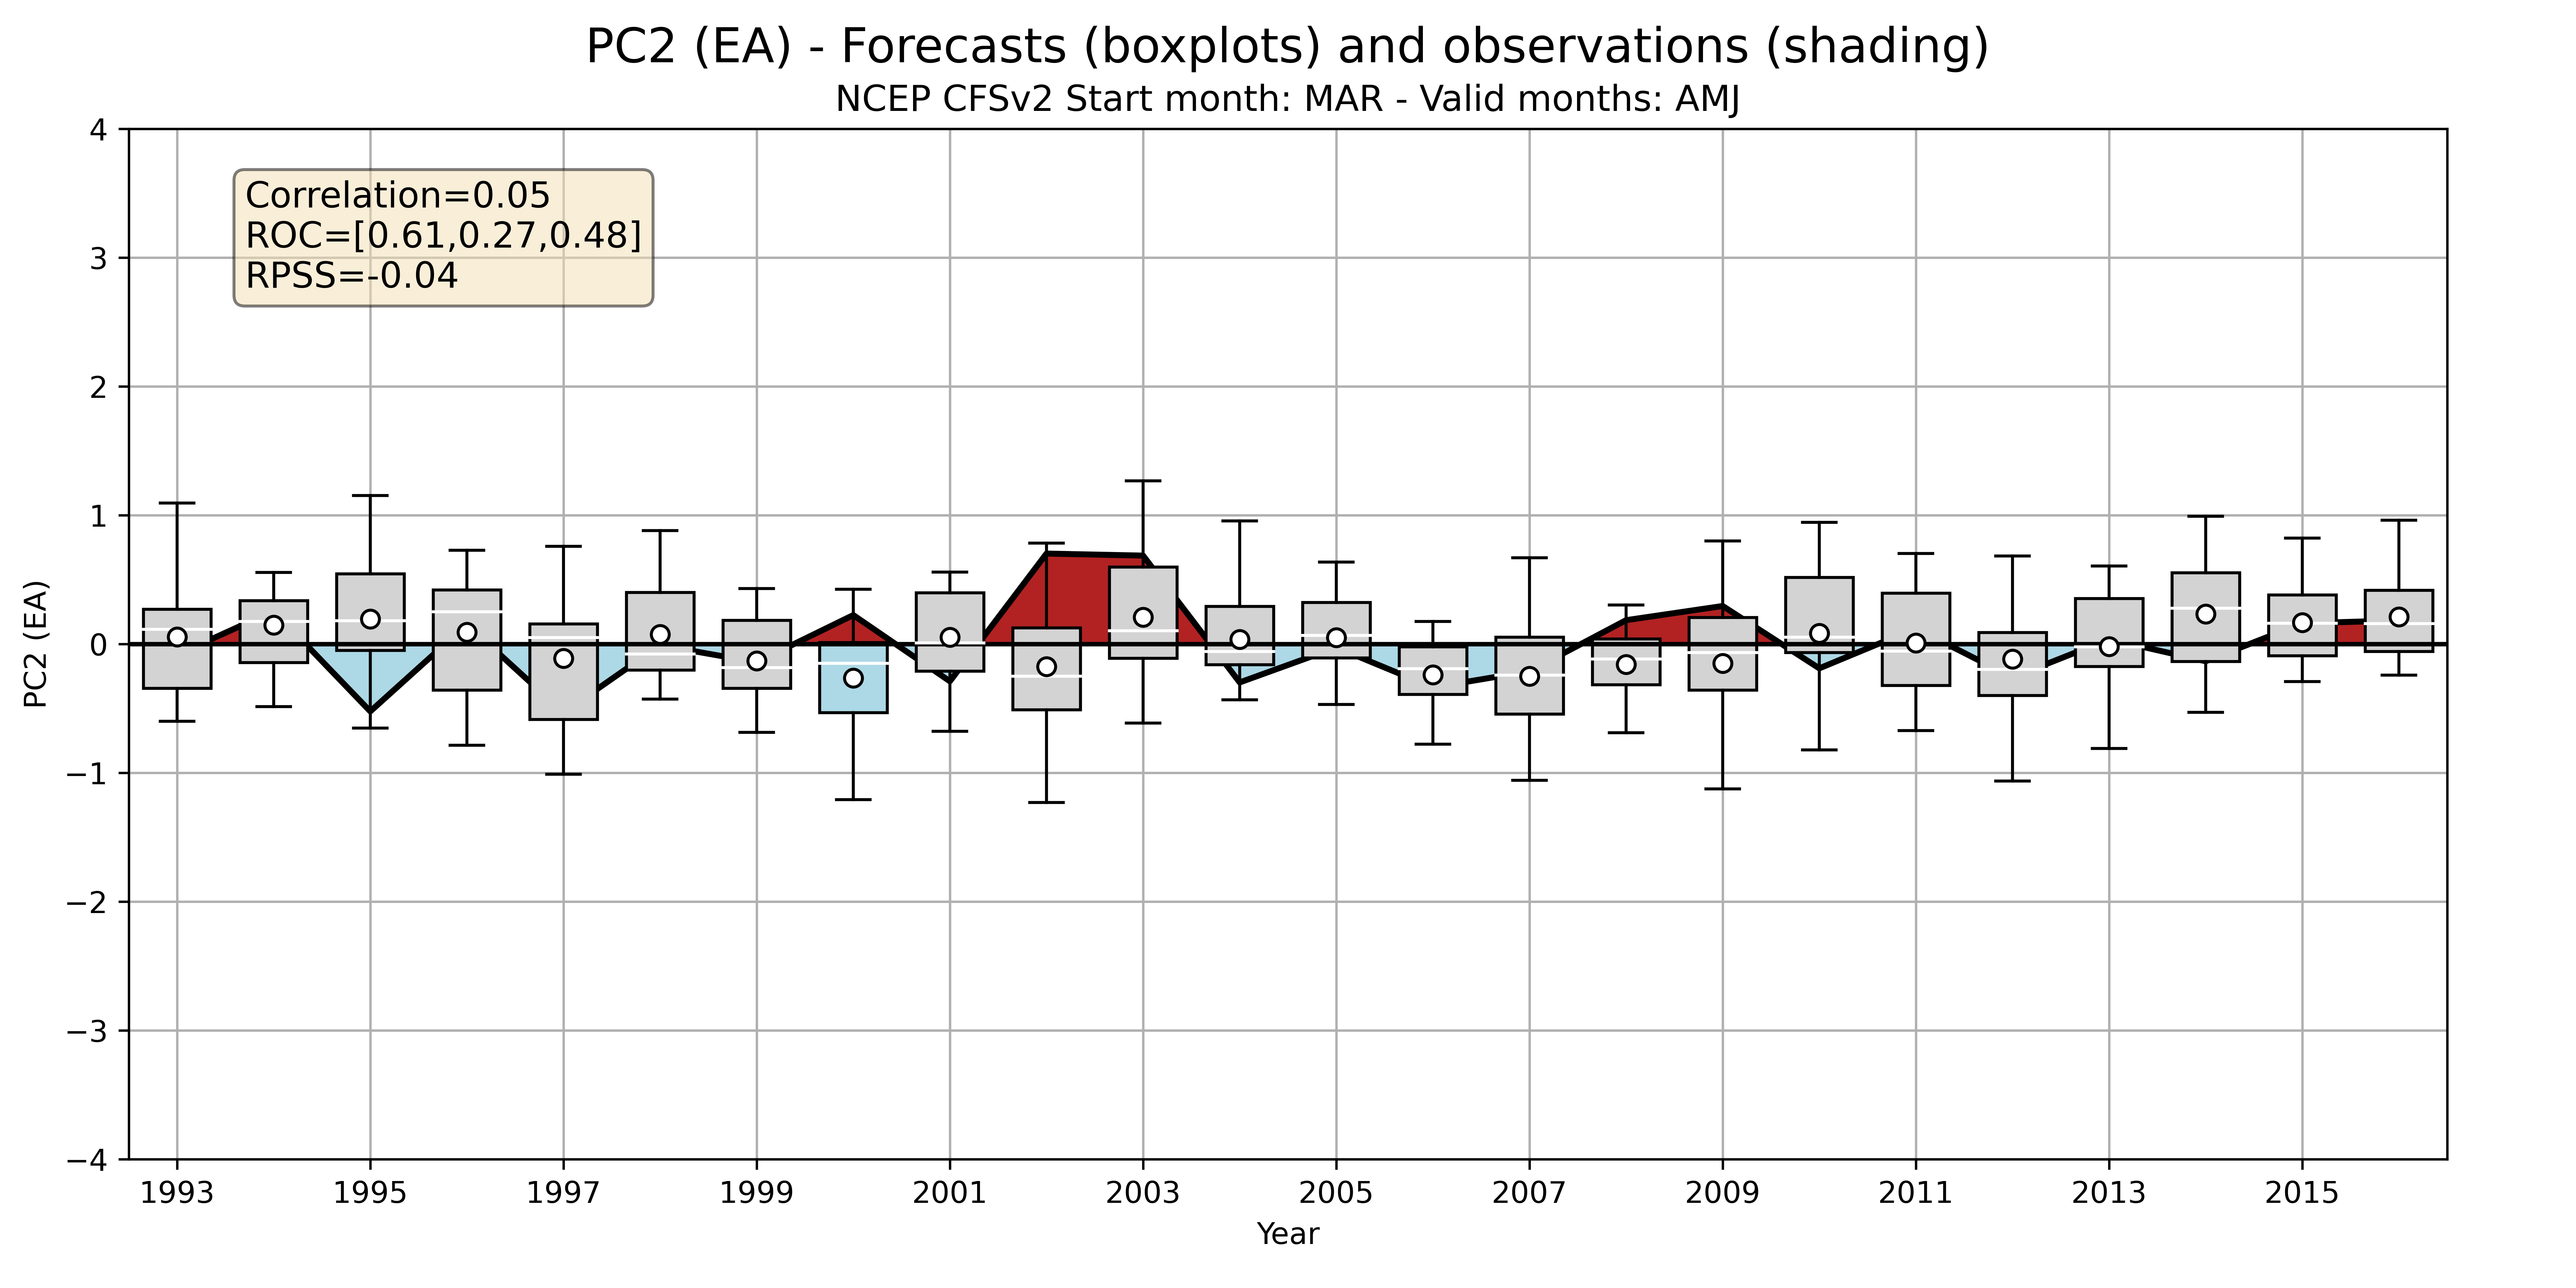 PC2 (EA) - Forecasts (boxplots) and observations (shading)
NCEP CFSv2 Start month: MAR - Valid months: AMJ
Correlation=0.05
ROC=[0.61,0.27,0.48]
RPSS=-0.04
PC2 (EA)
4
3
2
1
0
−1
−2
−3
−4
1993 1995 1997 1999 2001 2003 2005 2007 2009 2011 2013 2015
Year